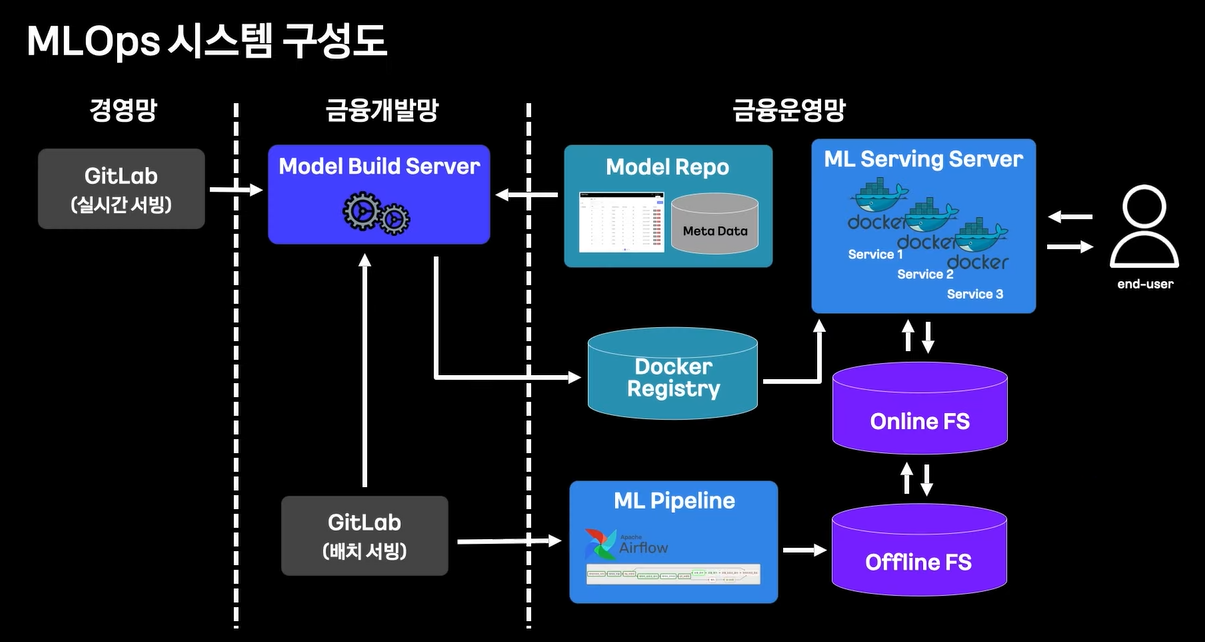 MLOps 시스템 구성도
경영망
금융개발망
금융운영망
GitLab
(실시간 서빙)
Model Build Server
Model Repo
Meta Data
ML Serving Server
docker
docker
docker
Service 1
Service 2
Service 3
end-user
Docker
Registry
Online FS
GitLab
(배치 서빙)
ML Pipeline
Apache
Airflow
Offline FS